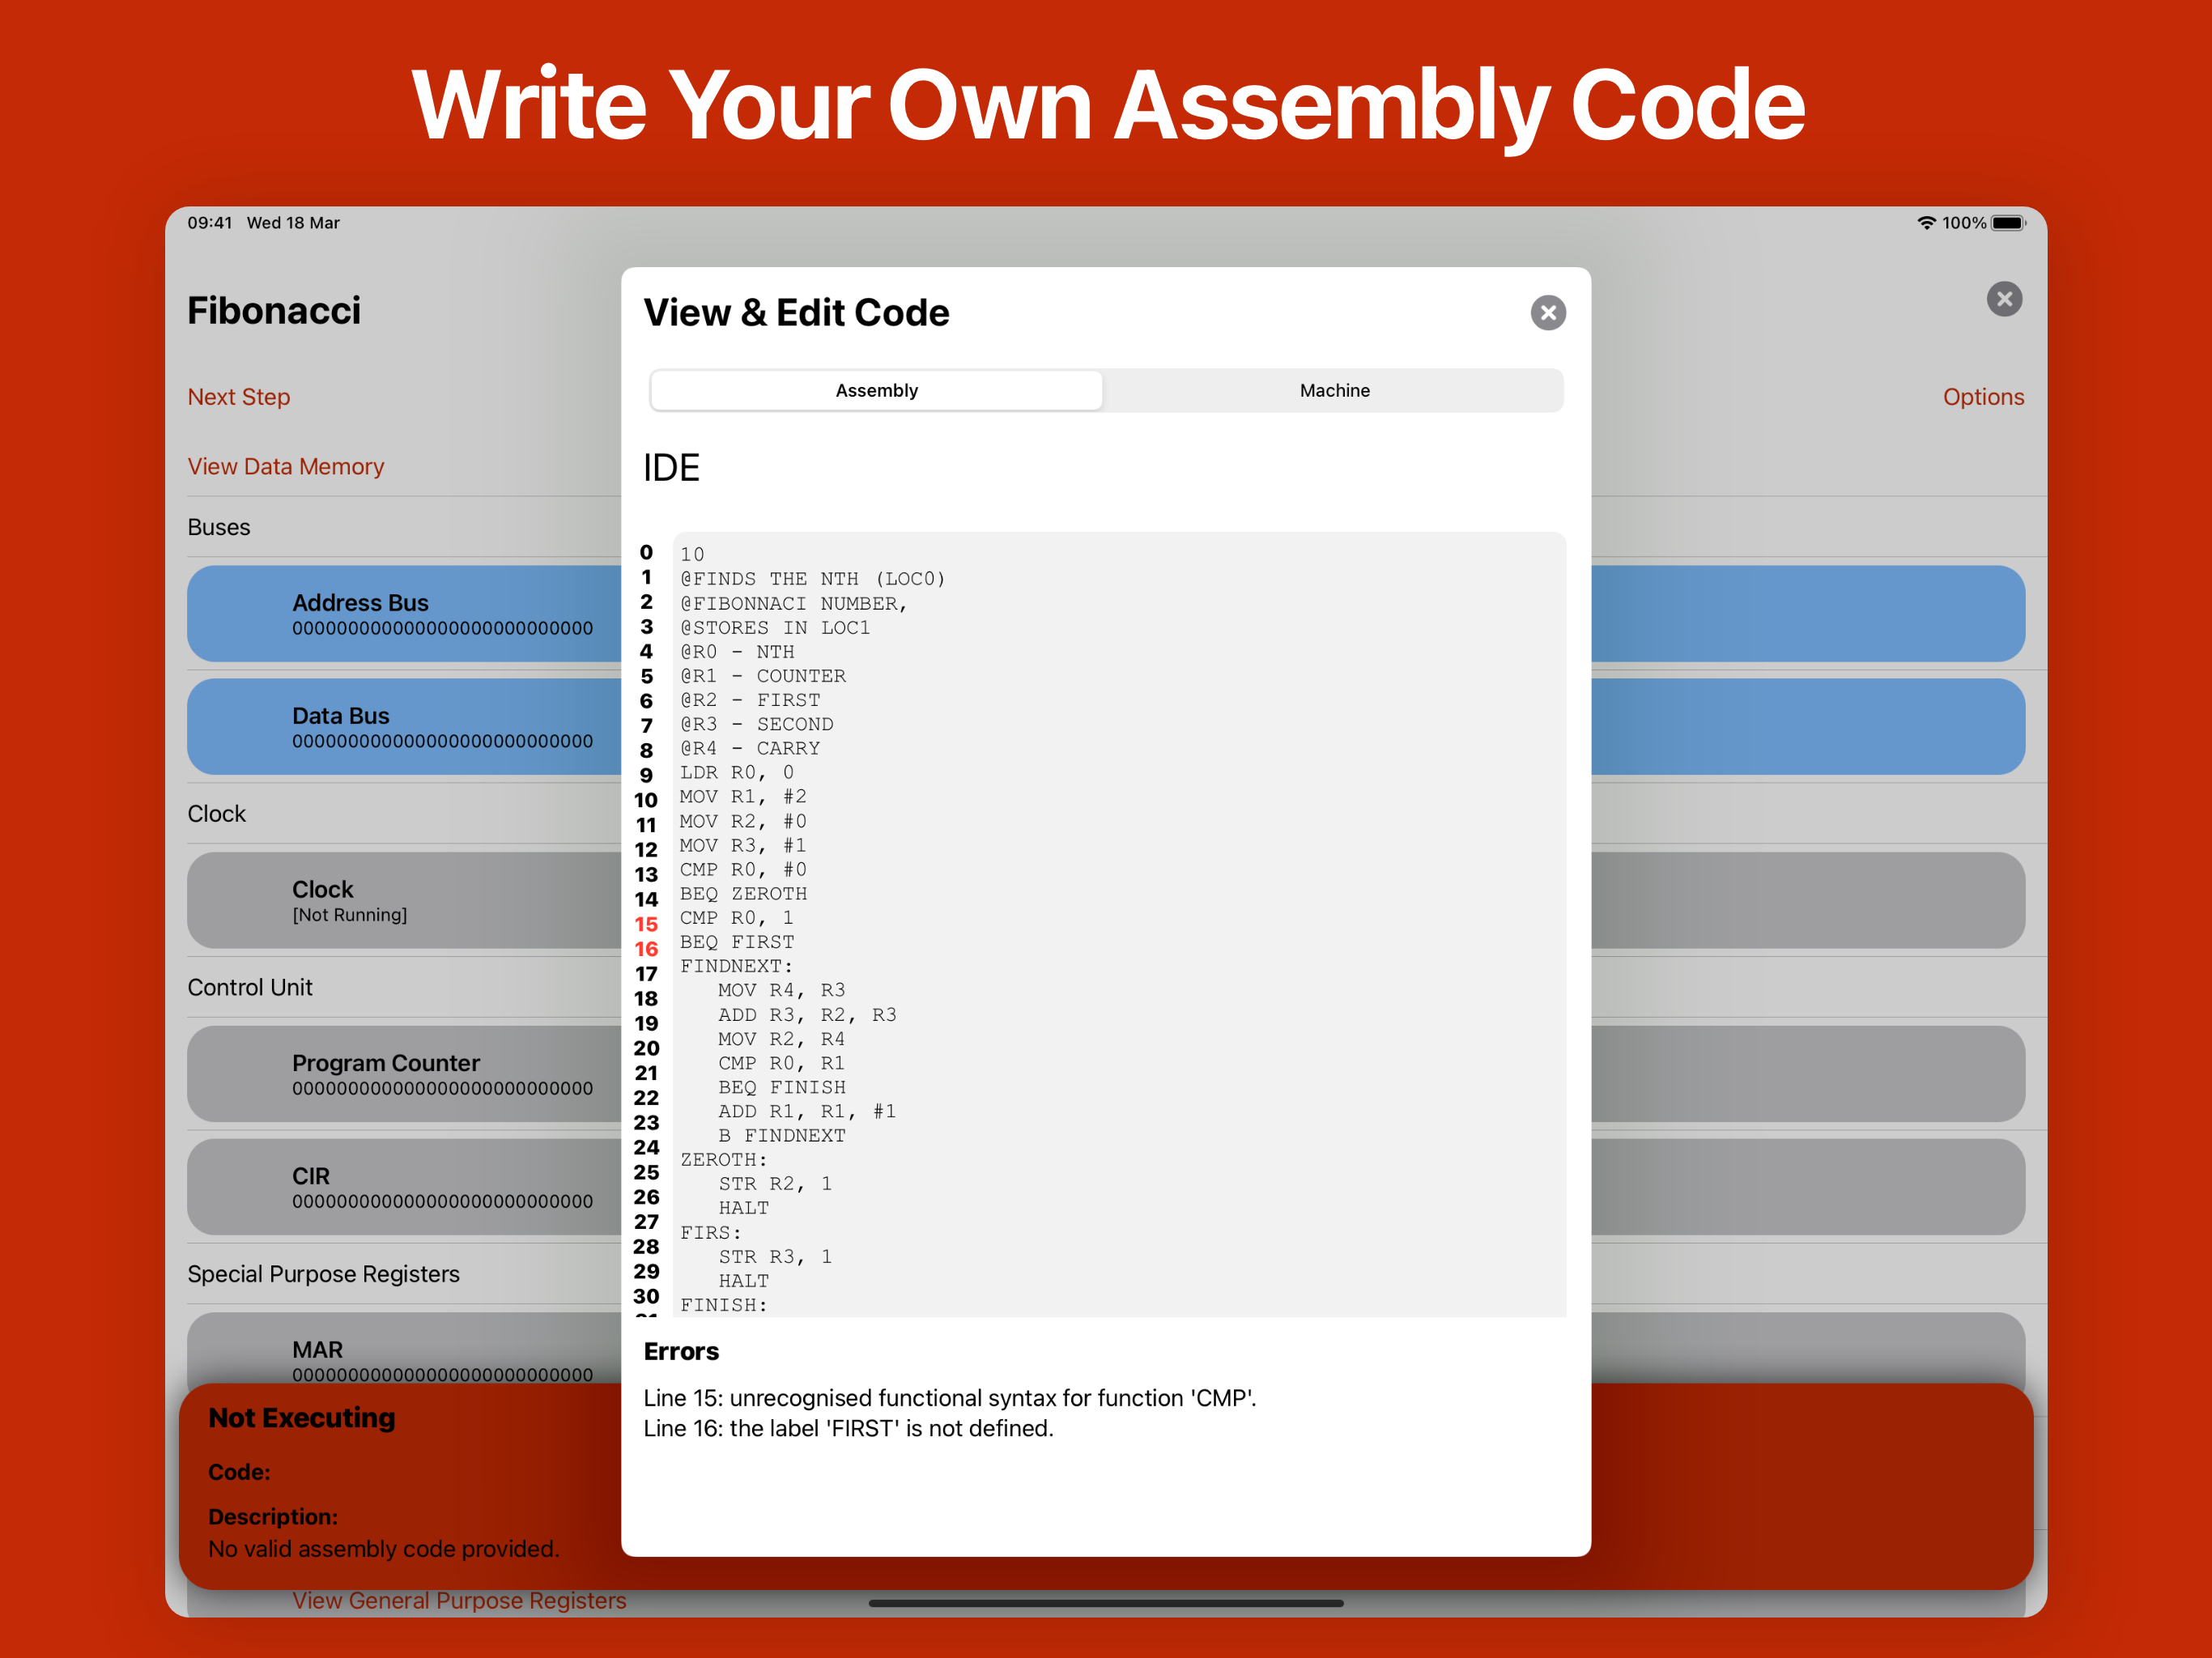 Write Your Own Assembly Code
09:41 Wed 18 Mar
100%
Fibonacci
Next Step
Options
View Data Memory
Buses
Address Bus
000000000000000000000000000
Data Bus
000000000000000000000000000
Clock
Clock
[Not Running]
Control Unit
Program Counter
000000000000000000000000000
CIR
000000000000000000000000000
Special Purpose Registers
MAR
000000000000000000000000000
Not Executing
Code:
Description:
No valid assembly code provided.
View General Purpose Registers
View & Edit Code
Assembly
Machine
IDE
0 10
1 @FINDS THE NTH (LOC0)
2 @FIBONNACI NUMBER,
3 @STORES IN LOC1
4 @R0 - NTH
5 @R1 - COUNTER
6 @R2 - FIRST
7 @R3 - SECOND
8 @R4 - CARRY
9 LDR R0, 0
10 MOV R1, #2
11 MOV R2, #0
12 MOV R3, #1
13 CMP R0, #0
14 BEQ ZEROTH
15 CMP R0, 1
16 BEQ FIRST
17 FINDNEXT:
18 MOV R4, R3
19 ADD R3, R2, R3
20 MOV R2, R4
21 CMP R0, R1
22 BEQ FINISH
23 ADD R1, R1, #1
24 B FINDNEXT
25 ZEROTH:
26 STR R2, 1
27 HALT
28 FIRS:
29 STR R3, 1
30 HALT
FINISH:
Errors
Line 15: unrecognised functional syntax for function 'CMP'.
Line 16: the label 'FIRST' is not defined.